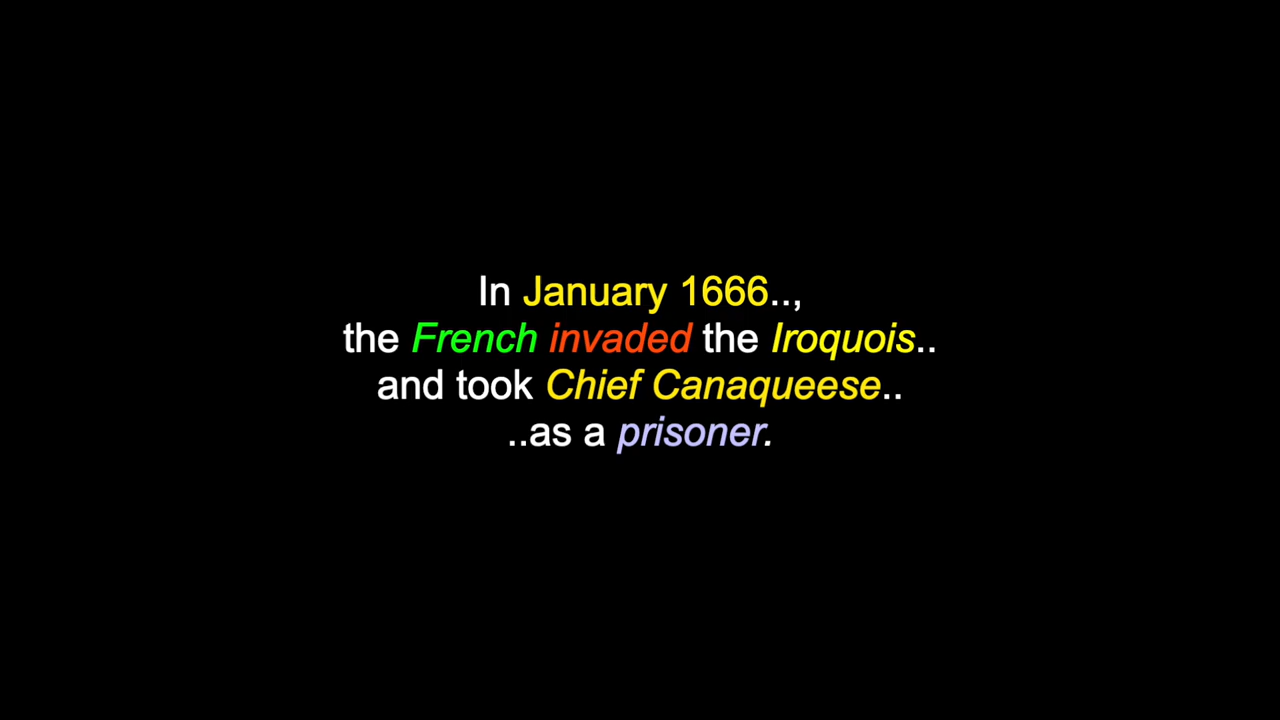 In January 1666..,
the French invaded the Iroquois..
and took Chief Canaqueese..
..as a prisoner.